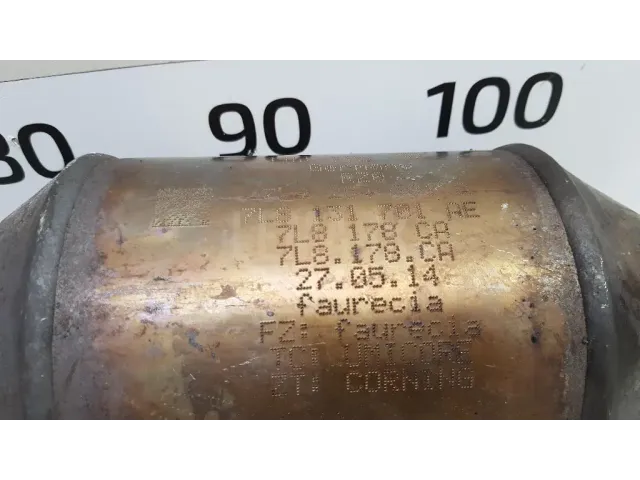 80 90 100
7L8 131 701 AE
7L8 178 CA
7L8.178.CA
27.05.14
faurecia
FZ: faurecia
TC: UMICORE
ZT: CORNING